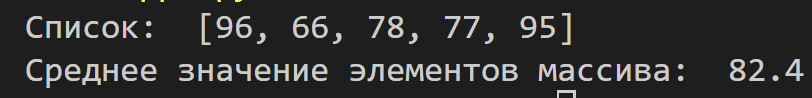 Список:  [96, 66, 78, 77, 95]
Среднее значение элементов массива:  82.4